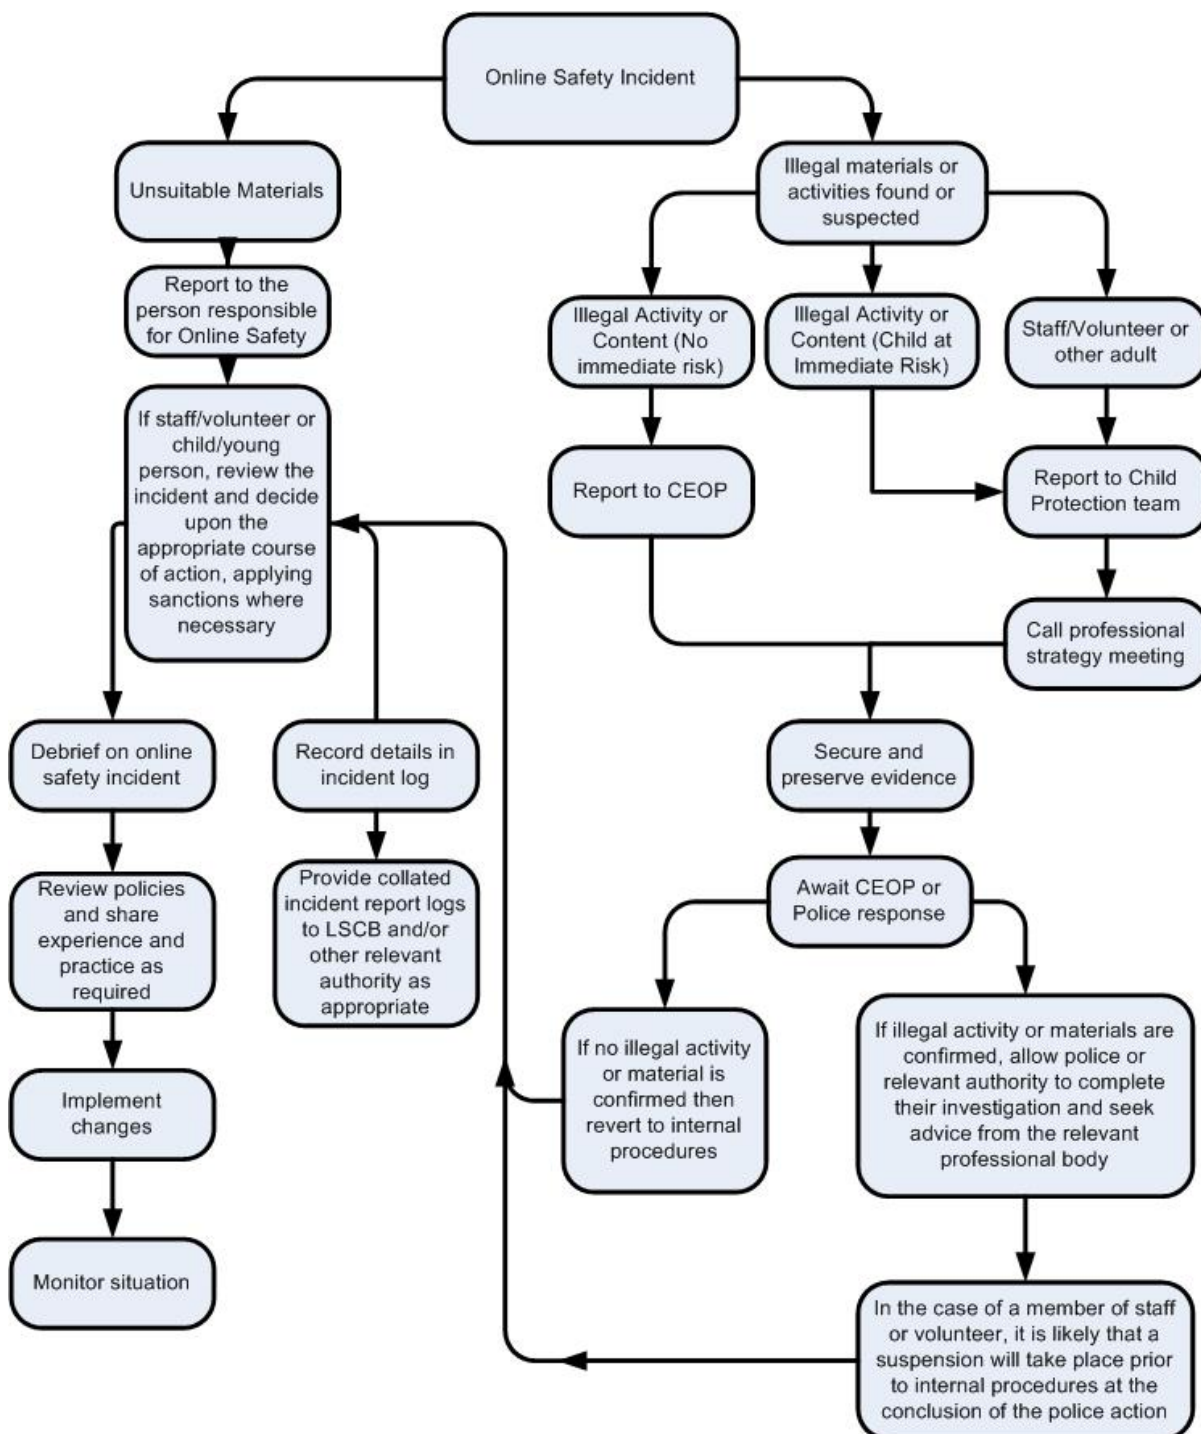 Online Safety Incident
Unsuitable Materials
Illegal materials or
activities found or
suspected
Report to the
person responsible
for Online Safety
Illegal Activity or
Content (No
immediate risk)
Illegal Activity or
Content (Child at
Immediate Risk)
Staff/Volunteer or
other adult
If staff/volunteer or
child/young
person, review the
incident and decide
upon the
appropriate course
of action, applying
sanctions where
necessary
Report to CEOP
Report to Child
Protection team
Call professional
strategy meeting
Debrief on online
safety incident
Record details in
incident log
Secure and
preserve evidence
Review policies
and share
experience and
practice as
required
Provide collated
incident report logs
to LSCB and/or
other relevant
authority as
appropriate
Await CEOP or
Police response
If no illegal activity
or material is
confirmed then
revert to internal
procedures
If illegal activity or materials are
confirmed, allow police or
relevant authority to complete
their investigation and seek
advice from the relevant
professional body
Implement
changes
Monitor situation
In the case of a member of staff
or volunteer, it is likely that a
suspension will take place prior
to internal procedures at the
conclusion of the police action